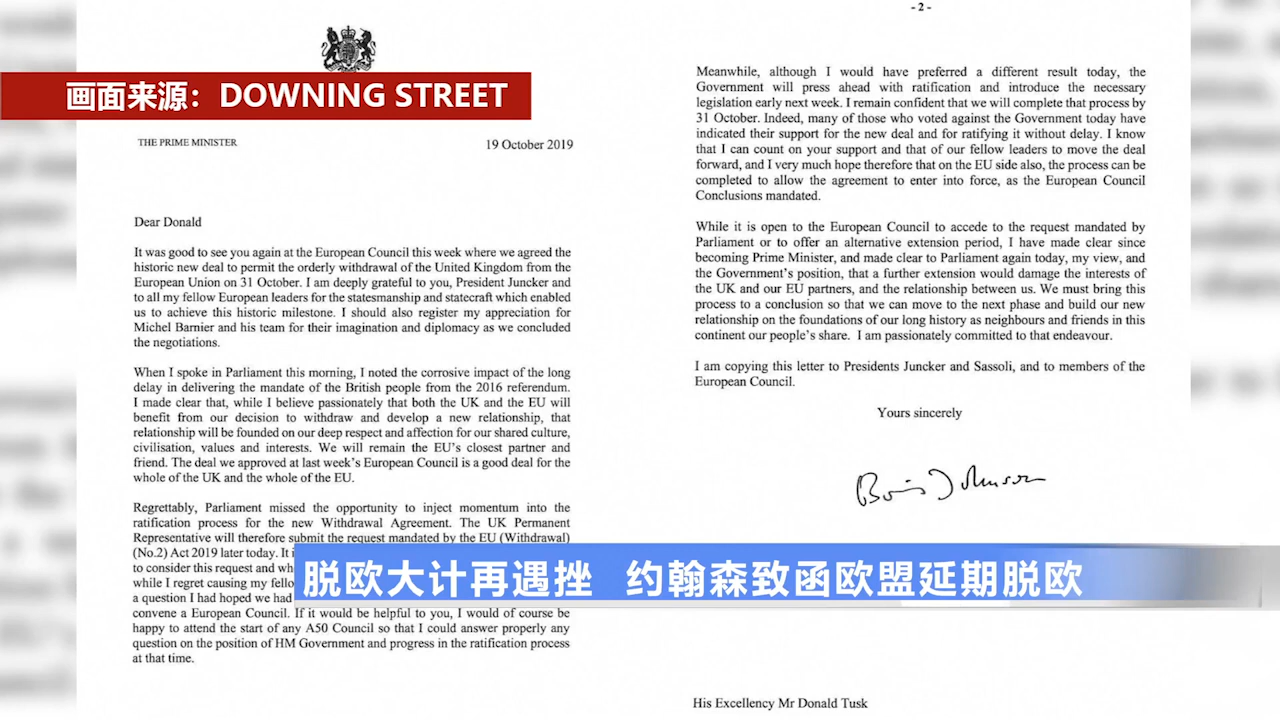 画面来源：DOWNING STREET
THE PRIME MINISTER
19 October 2019
Dear Donald
It was good to see you again at the European Council this week where we agreed the
historic new deal to permit the orderly withdrawal of the United Kingdom from the
European Union on 31 October. I am deeply grateful to you, President Juncker and
to all my fellow European leaders for the statesmanship and statecraft which enabled
us to achieve this historic milestone. I should also register my appreciation for
Michel Barnier and his team for their imagination and diplomacy as we concluded
the negotiations.
When I spoke in Parliament this morning, I noted the corrosive impact of the long
delay in delivering the mandate of the British people from the 2016 referendum.
I made clear that, while I believe passionately that both the UK and the EU will
benefit from our decision to withdraw and develop a new relationship, that
relationship will be founded on our deep respect and affection for our shared culture,
civilisation, values and interests. We will remain the EU's closest partner and
friend. The deal we approved at last week's European Council is a good deal for the
whole of the UK and the whole of the EU.
Regrettably, Parliament missed the opportunity to inject momentum into the
ratification process for the new Withdrawal Agreement. The UK Permanent
Representative will therefore submit the request mandated by the EU (Withdrawal)
(No.2) Act 2019 later today. It
to consider this request and
while I regret causing my
a question I had hoped we had
convene a European Council. If it would be helpful to you, I would of course be
happy to attend the start of any A50 Council so that I could answer properly any
question on the position of HM Government and progress in the ratification process
at that time.
- 2 -
Meanwhile, although I would have preferred a different result today, the
Government will press ahead with ratification and introduce the necessary
legislation early next week. I remain confident that we will complete that process by
31 October. Indeed, many of those who voted against the Government today have
indicated their support for the new deal and for ratifying it without delay. I know
that I can count on your support and that of our fellow leaders to move the deal
forward, and I very much hope therefore that on the EU side also, the process can be
completed to allow the agreement to enter into force, as the European Council
Conclusions mandated.
While it is open to the European Council to accede to the request mandated by
Parliament or to offer an alternative extension period, I have made clear since
becoming Prime Minister, and made clear to Parliament again today, my view, and
the Government's position, that a further extension would damage the interests of
the UK and our EU partners, and the relationship between us. We must bring this
process to a conclusion so that we can move to the next phase and build our new
relationship on the foundations of our long history as neighbours and friends in this
continent our people's share. I am passionately committed to that endeavour.
I am copying this letter to Presidents Juncker and Sassoli, and to members of the
European Council.
Yours sincerely
Boris Johnson
His Excellency Mr Donald Tusk
脱欧大计再遇挫 约翰森致函欧盟延期脱欧